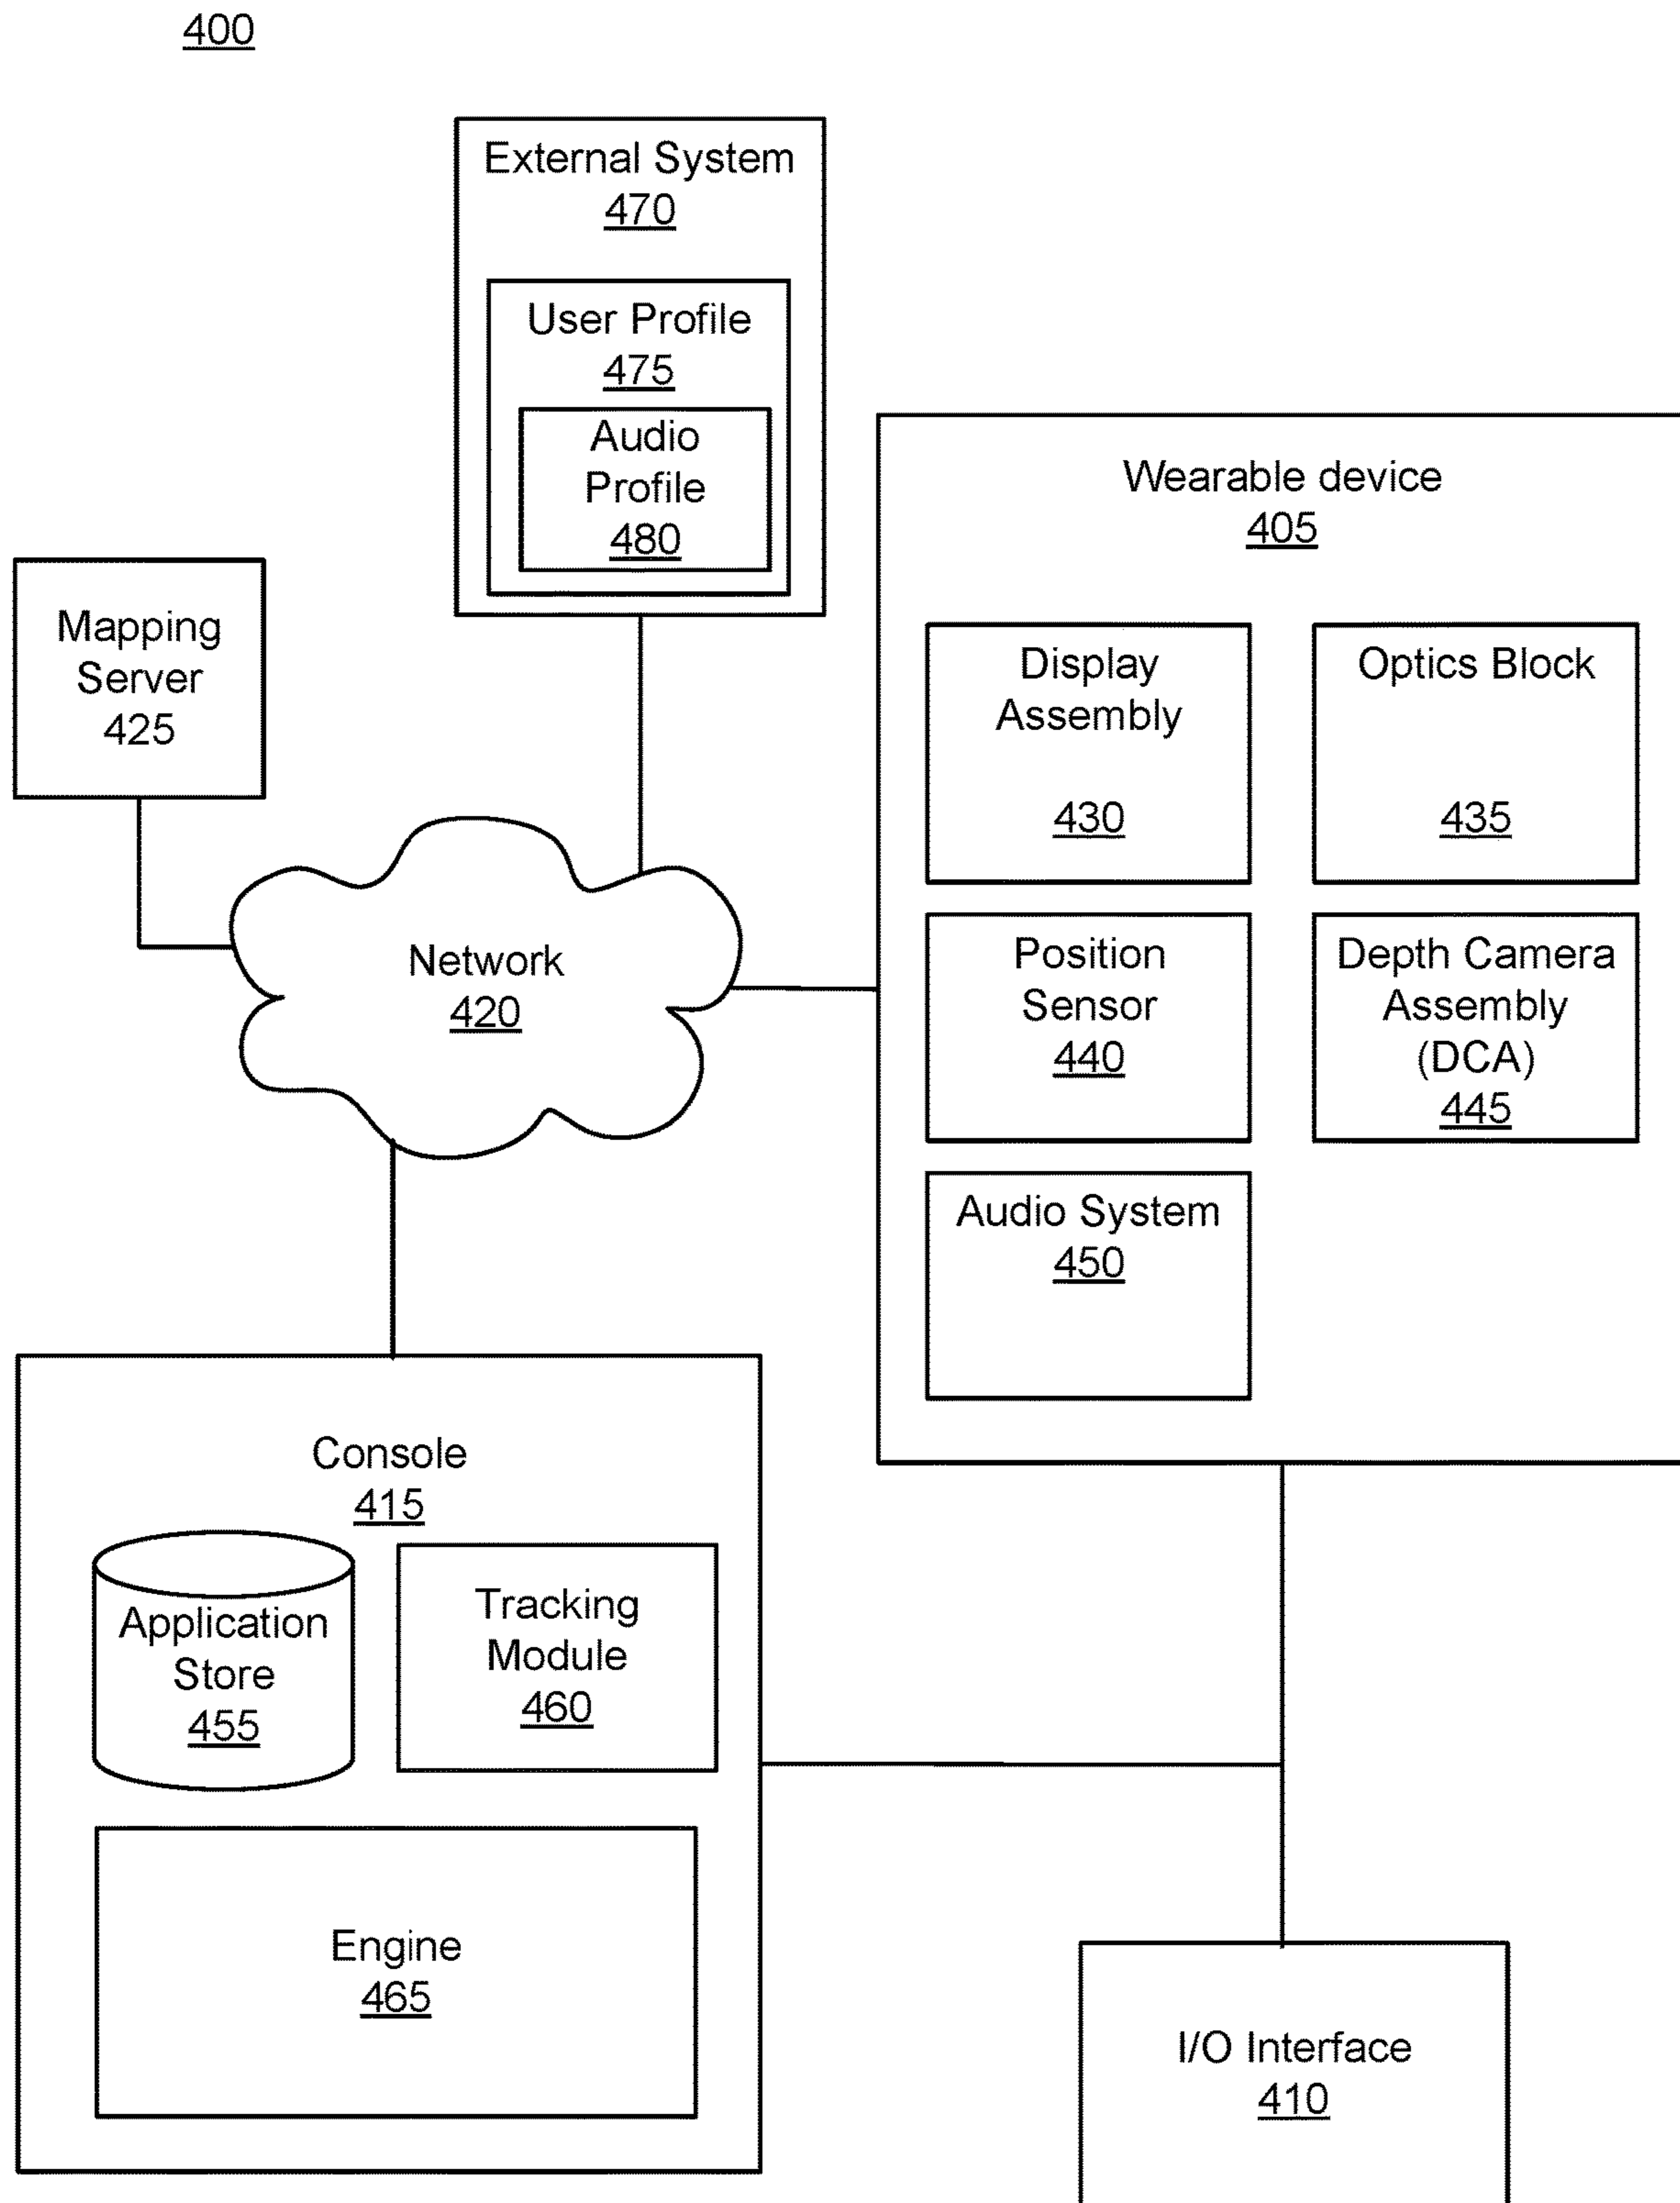 400
External System
470
User Profile
475
Audio
Profile
480
Mapping
Server
425
Wearable device
405
Display
Assembly
430
Optics Block
435
Position
Sensor
440
Depth Camera
Assembly
(DCA)
445
Audio System
450
Network
420
Console
415
Application
Store
455
Tracking
Module
460
Engine
465
I/O Interface
410